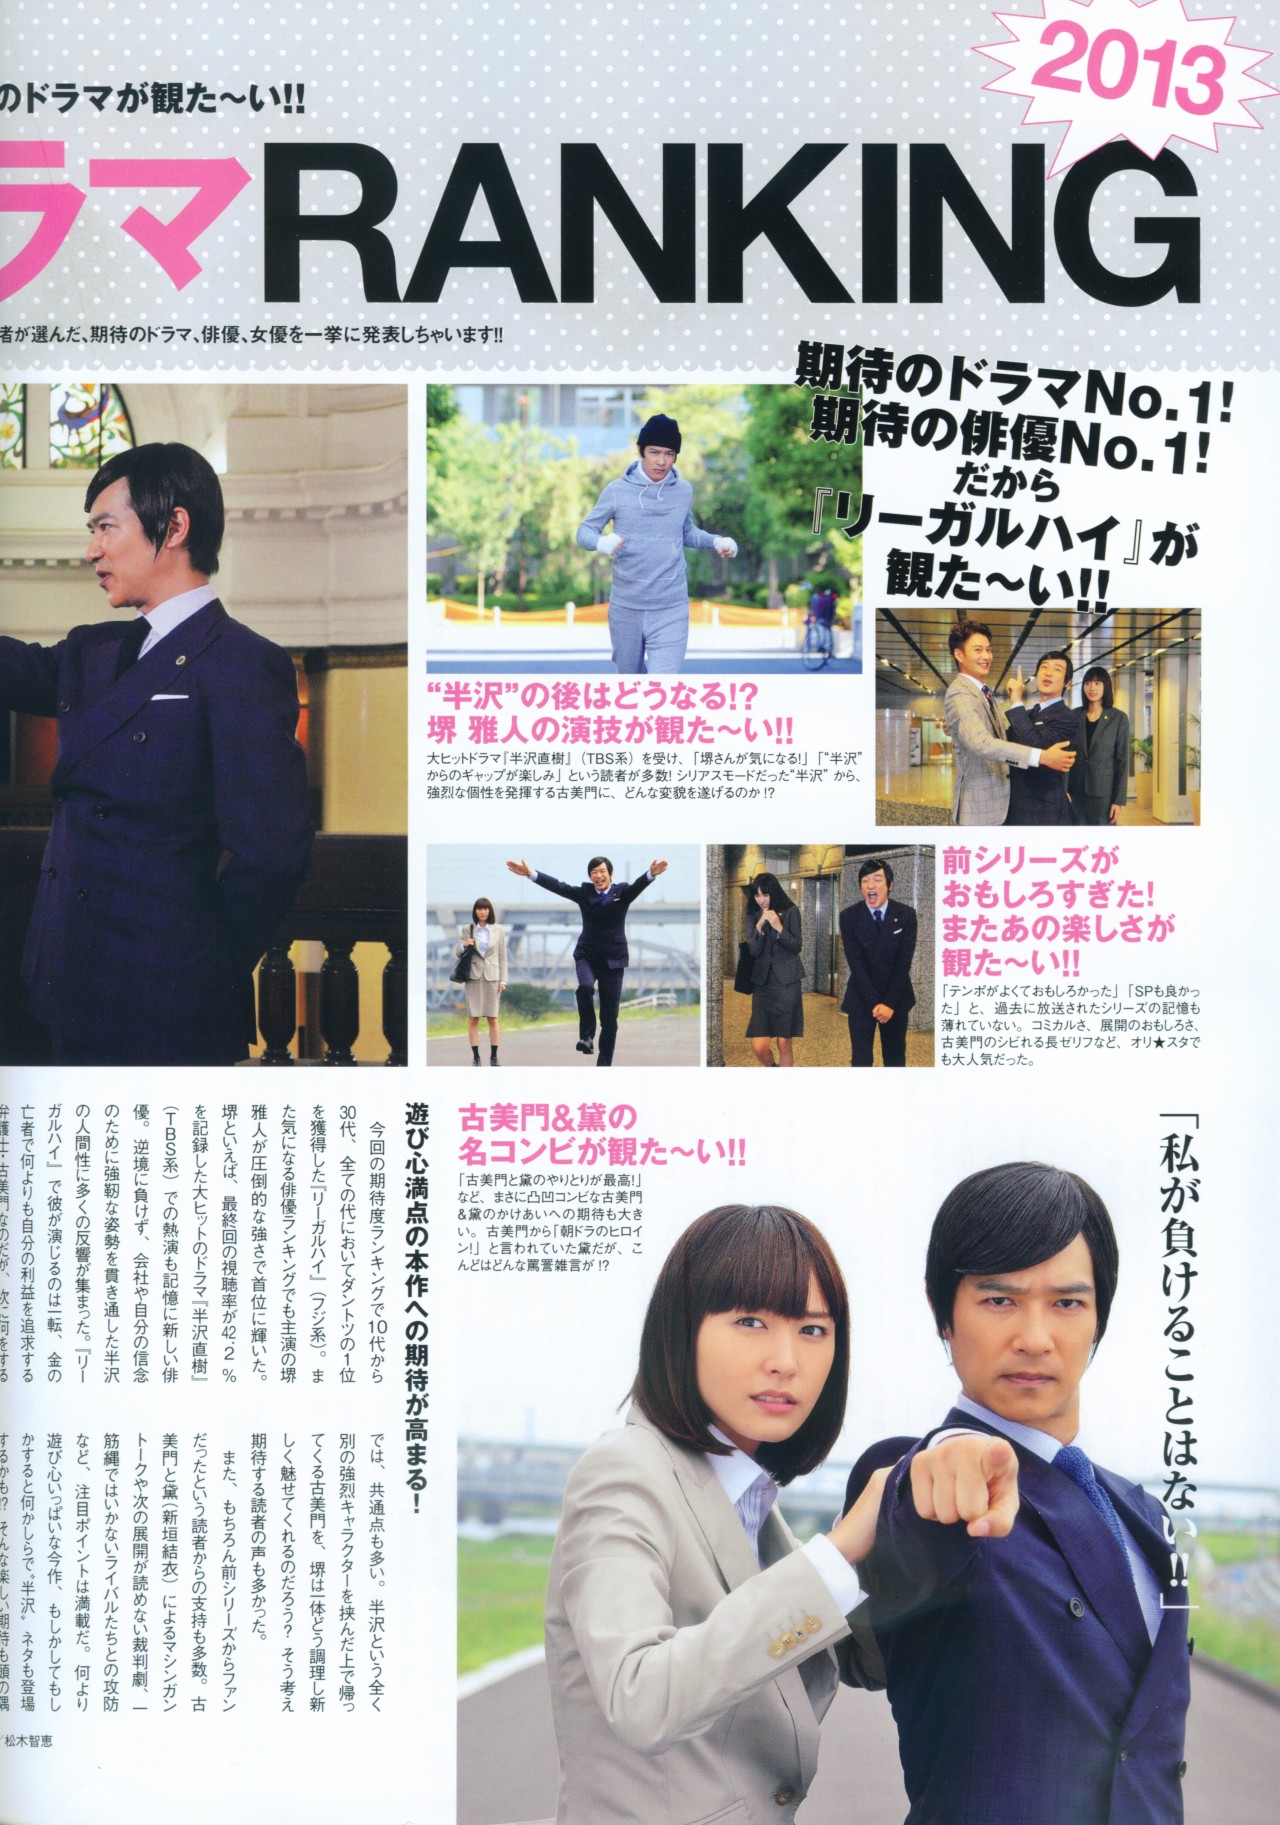 のドラマが観た〜い!!
2013
ラマRANKING
者が選んだ、期待のドラマ、俳優、女優を一挙に発表しちゃいます!!
期待のドラマNo.1!
期待の俳優No.1!
だから
『リーガルハイ』が
観た〜い!!
“半沢”の後はどうなる!?
堺 雅人の演技が観た〜い!!
大ヒットドラマ『半沢直樹』（TBS系）を受け、「堺さんが気になる!」「“半沢”
からのギャップが楽しみ」という読者が多数! シリアスモードだった“半沢”から、
強烈な個性を発揮する古美門に、どんな変貌を遂げるのか!?
前シリーズが
おもしろすぎた!
またあの楽しさが
観た〜い!!
「テンポがよくておもしろかった」「SPも良かっ
た」と、過去に放送されたシリーズの記憶も
薄れていない。コミカルさ、展開のおもしろさ、
古美門のシビれる長ゼリフなど、オリ★スタで
も大人気だった。
古美門&黛の
名コンビが観た〜い!!
「古美門と黛のやりとりが最高!」
など、まさに凸凹コンビな古美門
&黛のかけあいへの期待も大き
い。古美門から「朝ドラのヒロイ
ン!」と言われていた黛だが、こ
んどはどんな罵詈雑言が!?
「私が負けることはない!!」
遊び心満点の本作への期待が高まる!
今回の期待度ランキングで10代から
30代、全ての代においてダントツの1位
を獲得した『リーガルハイ』（フジ系）。ま
た気になる俳優ランキングでも主演の堺
雅人が圧倒的な強さで首位に輝いた。
堺といえば、最終回の視聴率が42.2%
を記録した大ヒットのドラマ『半沢直樹』
（TBS系）での熱演も記憶に新しい俳
優。逆境に負けず、会社や自分の信念
のために強靭な姿勢を貫き通した半沢
の人間性に多くの反響が集まった。『リー
ガルハイ』で彼が演じるのは一転、金の
亡者で何よりも自分の利益を追求する
弁護士・古美門なのだが、次に何をする
では、共通点も多い。半沢という全く
別の強烈キャラクターを挟んだ上で帰っ
てくる古美門を、堺は一体どう調理し新
しく魅せてくれるのだろう? そう考え
期待する読者の声も多かった。
また、もちろん前シリーズからファン
だったという読者からの支持も多数。古
美門と黛（新垣結衣）によるマシンガン
トークや次の展開が読めない裁判劇、一
筋縄ではいかないライバルたちとの攻防
など、注目ポイントは満載だ。何より
遊び心いっぱいな今作、もしかしてもし
かすると何かしらで〝半沢〟ネタも登場
するかも!? そんな楽しい期待も頭の隅
/松木智恵